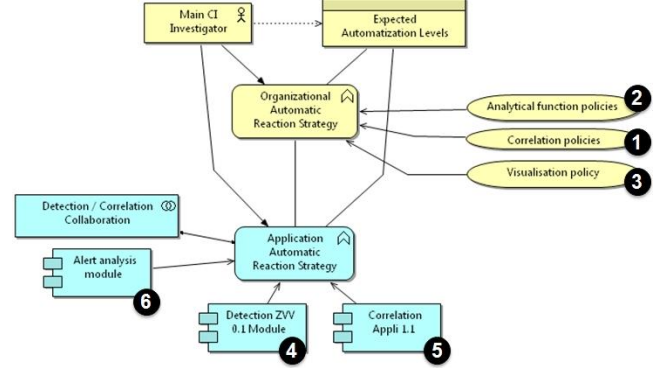 Main CI
Investigator
Expected
Automatization Levels
Organizational
Automatic
Reaction Strategy
Analytical function policies
2
Correlation policies
1
Visualisation policy
3
Detection / Correlation
Collaboration
Application
Automatic
Reaction Strategy
Alert analysis
module
6
Detection ZVV
0.1 Module
4
Correlation
Appli 1.1
5